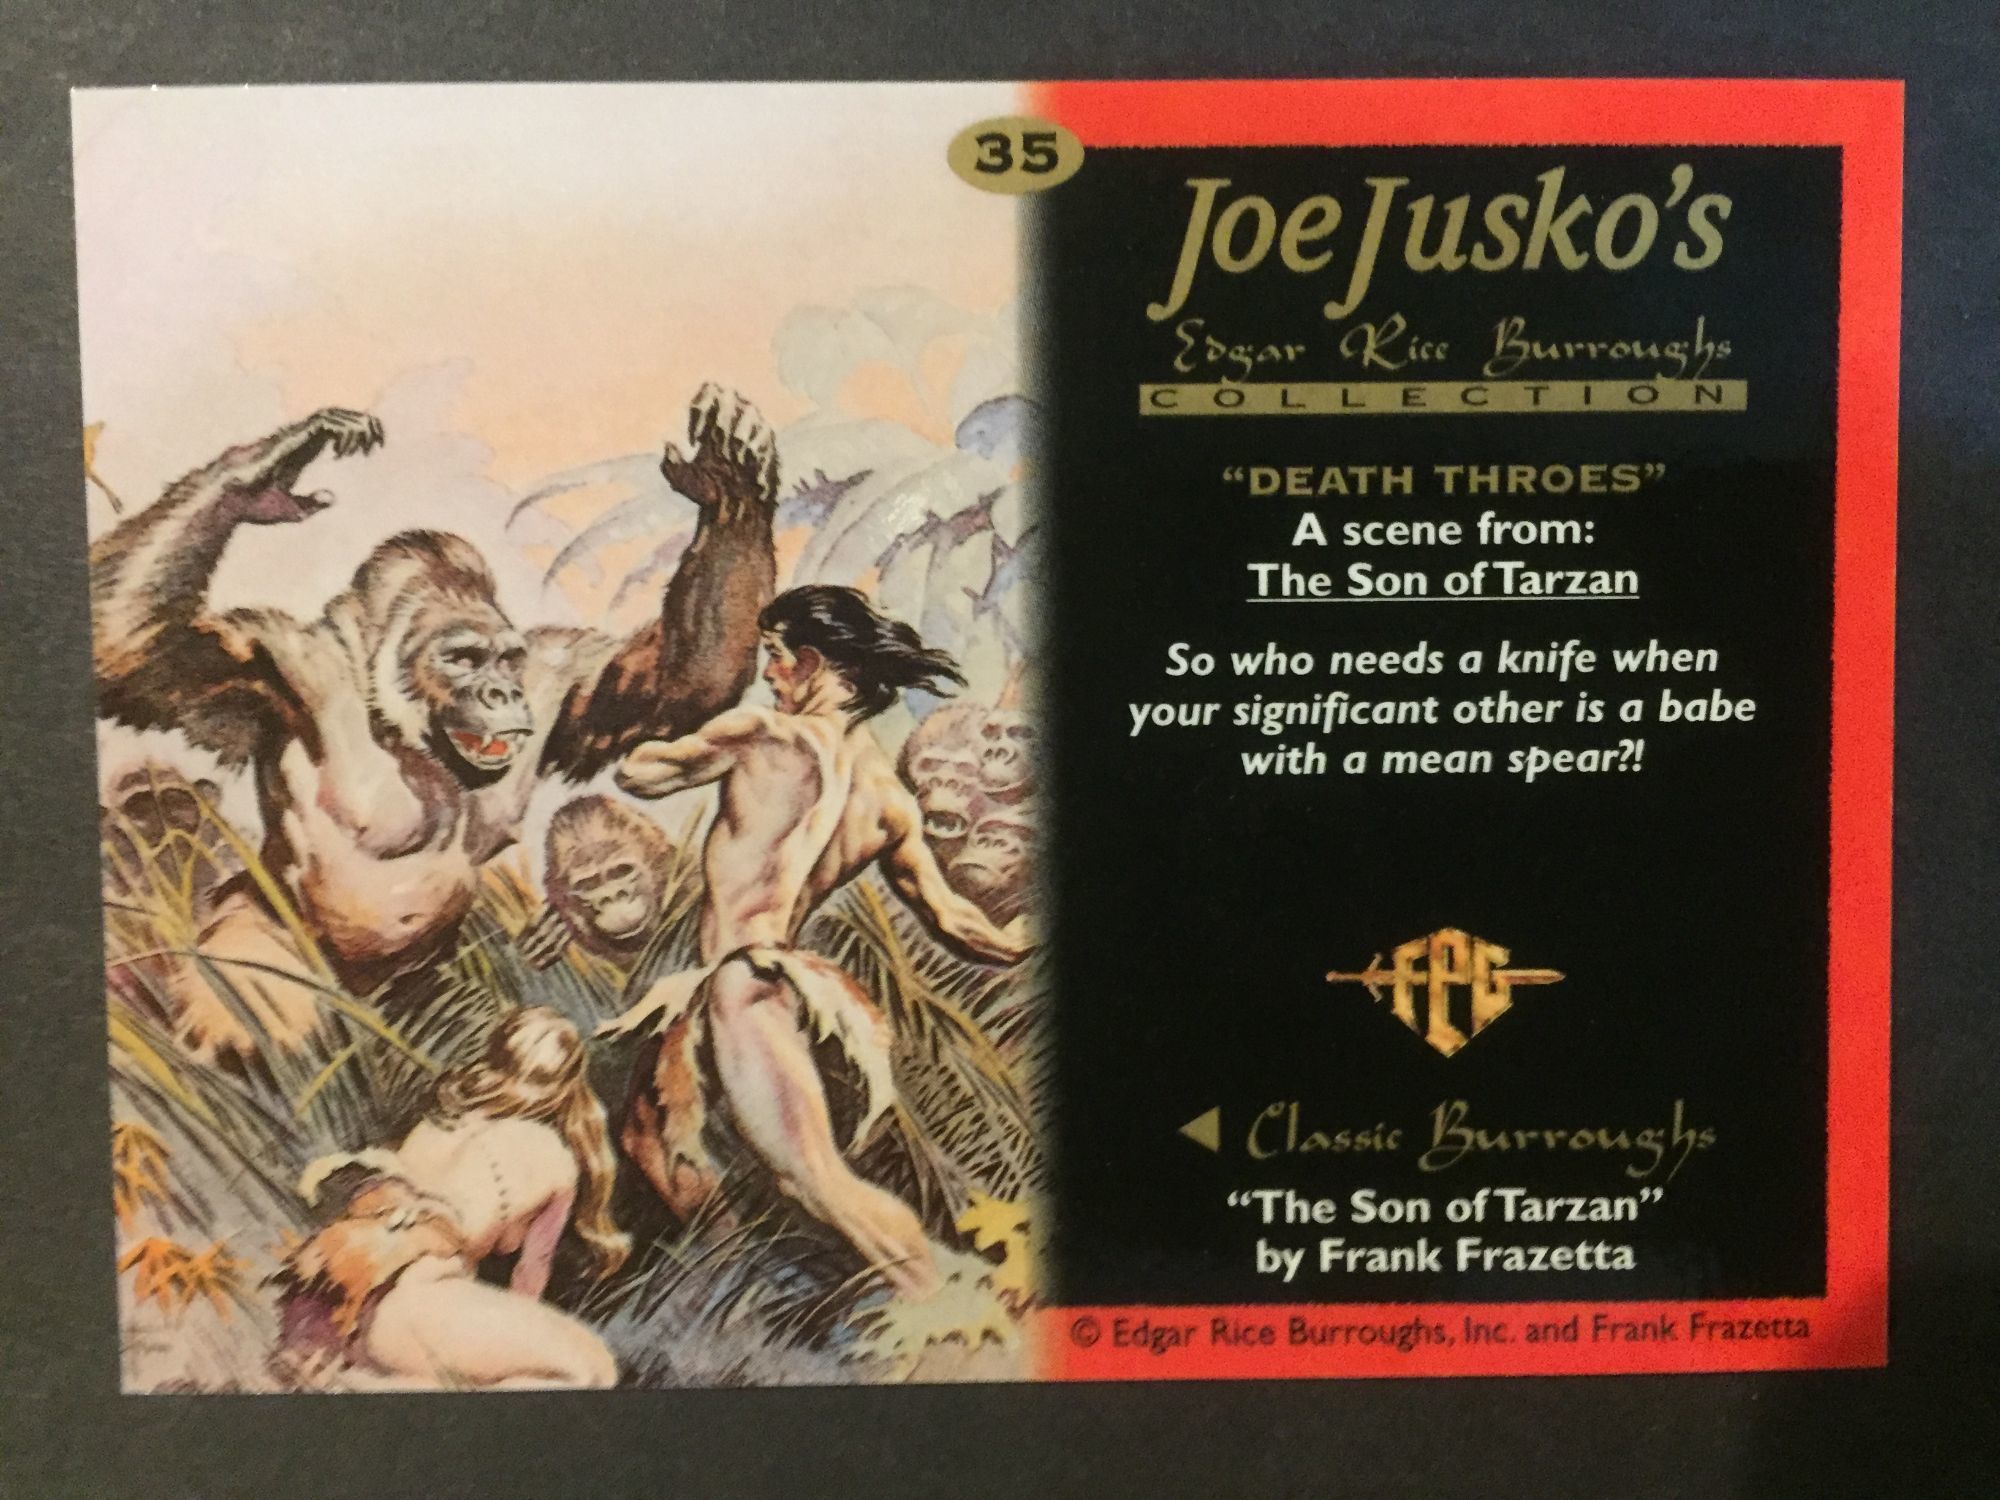 35
Joe Jusko's
Edgar Rice Burroughs
COLLECTION
“DEATH THROES”
A scene from:
The Son of Tarzan
So who needs a knife when
your significant other is a babe
with a mean spear?!
FPG
Classic Burroughs
“The Son of Tarzan”
by Frank Frazetta
© Edgar Rice Burroughs, Inc. and Frank Frazetta